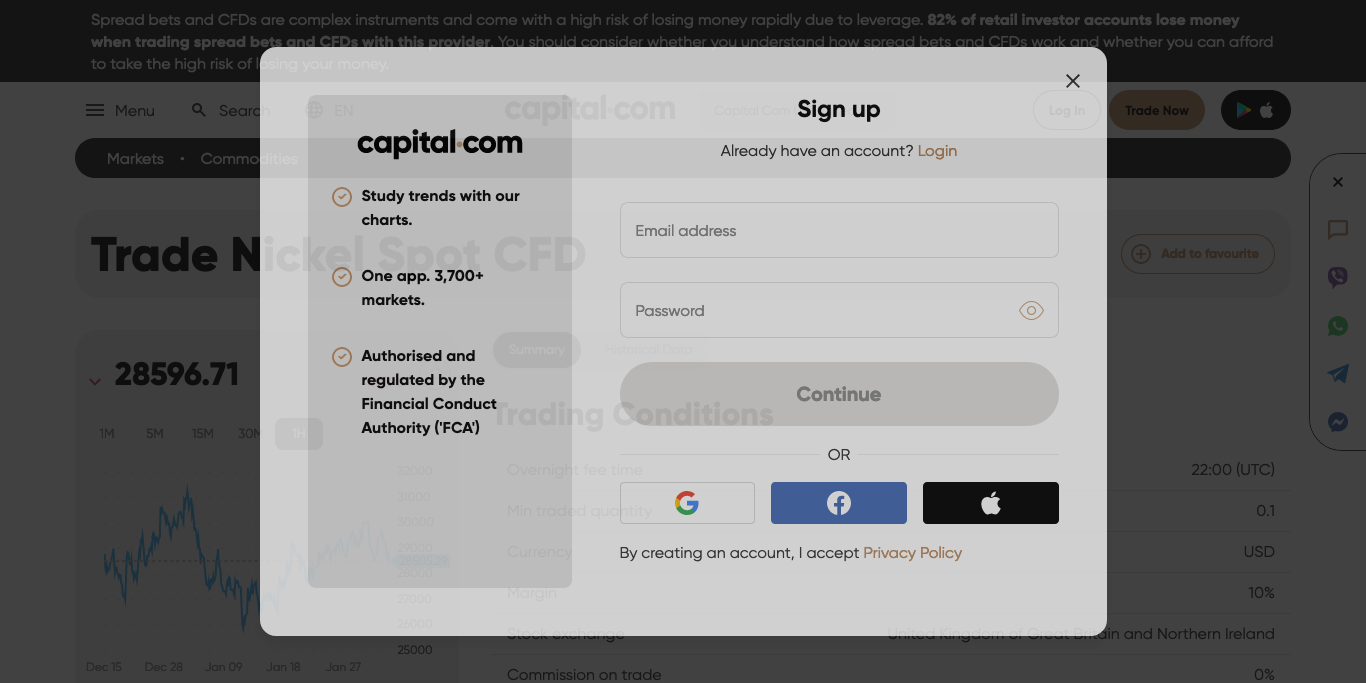 Spread bets and CFDs are complex instruments and come with a high risk of losing money rapidly due to leverage. 82% of retail investor accounts lose money
when trading spread bets and CFDs with this provider. You should consider whether you understand how spread bets and CFDs work and whether you can afford
to take the high risk of losing your money.
Menu
Search
EN
capital.com
Capital Com
Log In
Trade Now
Markets • Commodities
Trade Nickel Spot CFD
Add to favourite
28596.71
1M 5M 15M 30M 1H
32000
31000
30000
29000
28000
27000
26000
25000
Dec 15 Dec 28 Jan 09 Jan 18 Jan 27
Summary
Historical Data
Trading Conditions
Overnight fee time 22:00 (UTC)
Min traded quantity 0.1
Currency USD
Margin 10%
Stock exchange United Kingdom of Great Britain and Northern Ireland
Commission on trade 0%
capital.com
Study trends with our
charts.
One app. 3,700+
markets.
Authorised and
regulated by the
Financial Conduct
Authority ('FCA')
Sign up
Already have an account? Login
Email address
Password
Continue
OR
By creating an account, I accept Privacy Policy